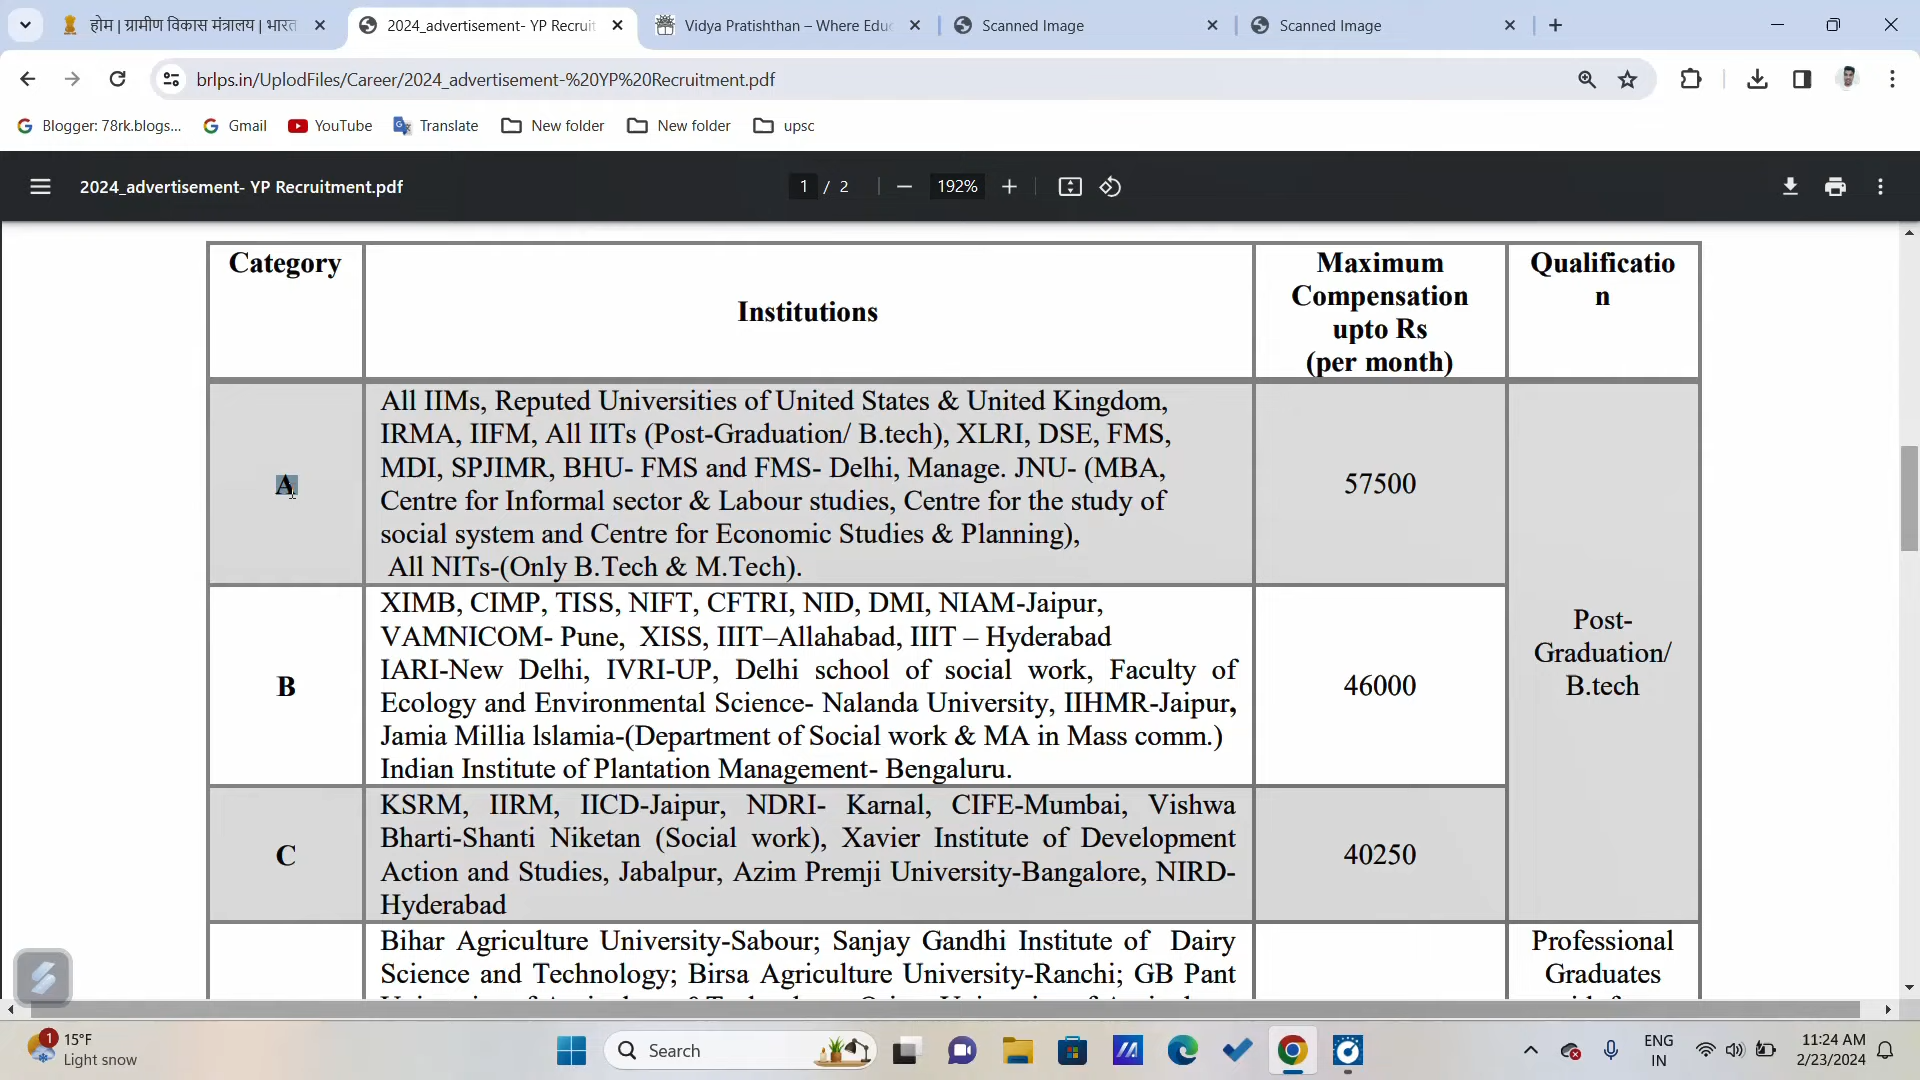 होम | ग्रामीण विकास मंत्रालय | भारत
2024_advertisement- YP Recruit
Vidya Pratishthan – Where Edu
Scanned Image
Scanned Image
brlps.in/UplodFiles/Career/2024_advertisement-%20YP%20Recruitment.pdf
Blogger: 78rk.blogs...
Gmail
YouTube
Translate
New folder
New folder
upsc
2024_advertisement- YP Recruitment.pdf
1 / 2
192%
Category
Institutions
Maximum
Compensation
upto Rs
(per month)
Qualificatio
n
A
All IIMs, Reputed Universities of United States & United Kingdom,
IRMA, IIFM, All IITs (Post-Graduation/ B.tech), XLRI, DSE, FMS,
MDI, SPJIMR, BHU- FMS and FMS- Delhi, Manage. JNU- (MBA,
Centre for Informal sector & Labour studies, Centre for the study of
social system and Centre for Economic Studies & Planning),
All NITs-(Only B.Tech & M.Tech).
57500
Post-
Graduation/
B.tech
B
XIMB, CIMP, TISS, NIFT, CFTRI, NID, DMI, NIAM-Jaipur,
VAMNICOM- Pune, XISS, IIIT–Allahabad, IIIT – Hyderabad
IARI-New Delhi, IVRI-UP, Delhi school of social work, Faculty of
Ecology and Environmental Science- Nalanda University, IIHMR-Jaipur,
Jamia Millia lslamia-(Department of Social work & MA in Mass comm.)
Indian Institute of Plantation Management- Bengaluru.
46000
C
KSRM, IIRM, IICD-Jaipur, NDRI- Karnal, CIFE-Mumbai, Vishwa
Bharti-Shanti Niketan (Social work), Xavier Institute of Development
Action and Studies, Jabalpur, Azim Premji University-Bangalore, NIRD-
Hyderabad
40250
Bihar Agriculture University-Sabour; Sanjay Gandhi Institute of Dairy
Science and Technology; Birsa Agriculture University-Ranchi; GB Pant
Professional
Graduates
1
15°F
Light snow
Search
ENG
IN
11:24 AM
2/23/2024